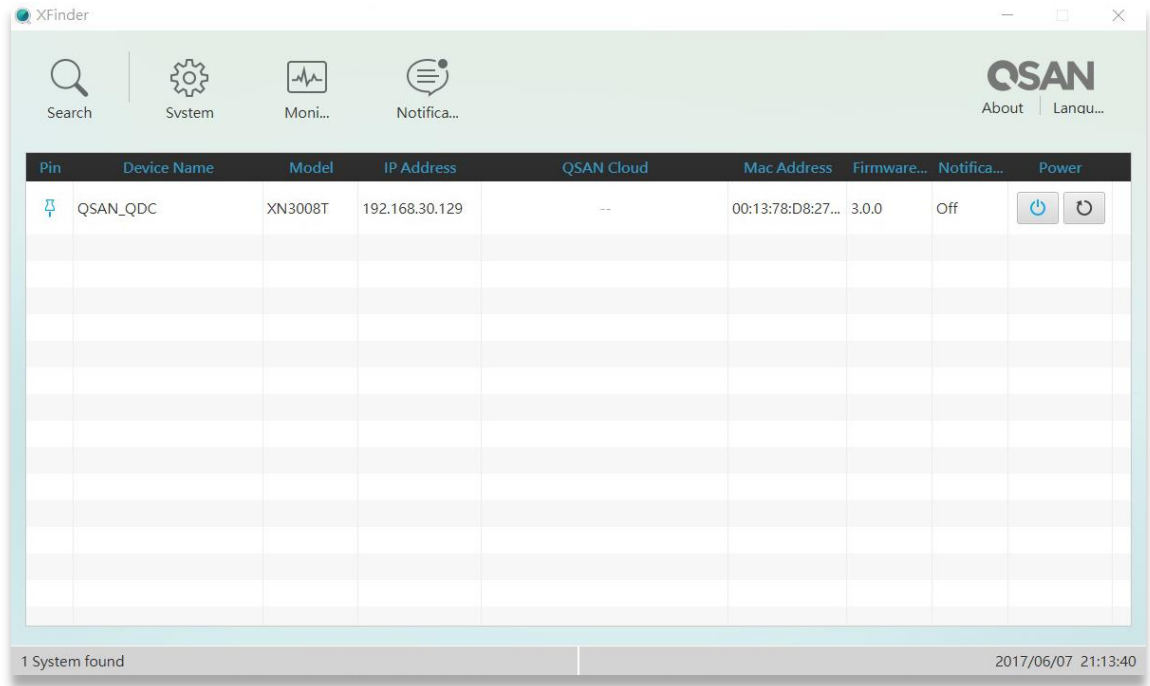 XFinder
QSAN
Search System Moni... Notifica...
About Langu...
Pin Device Name Model IP Address QSAN Cloud Mac Address Firmware... Notifica... Power
QSAN_QDC XN3008T 192.168.30.129 -- 00:13:78:D8:27... 3.0.0 Off
1 System found 2017/06/07 21:13:40